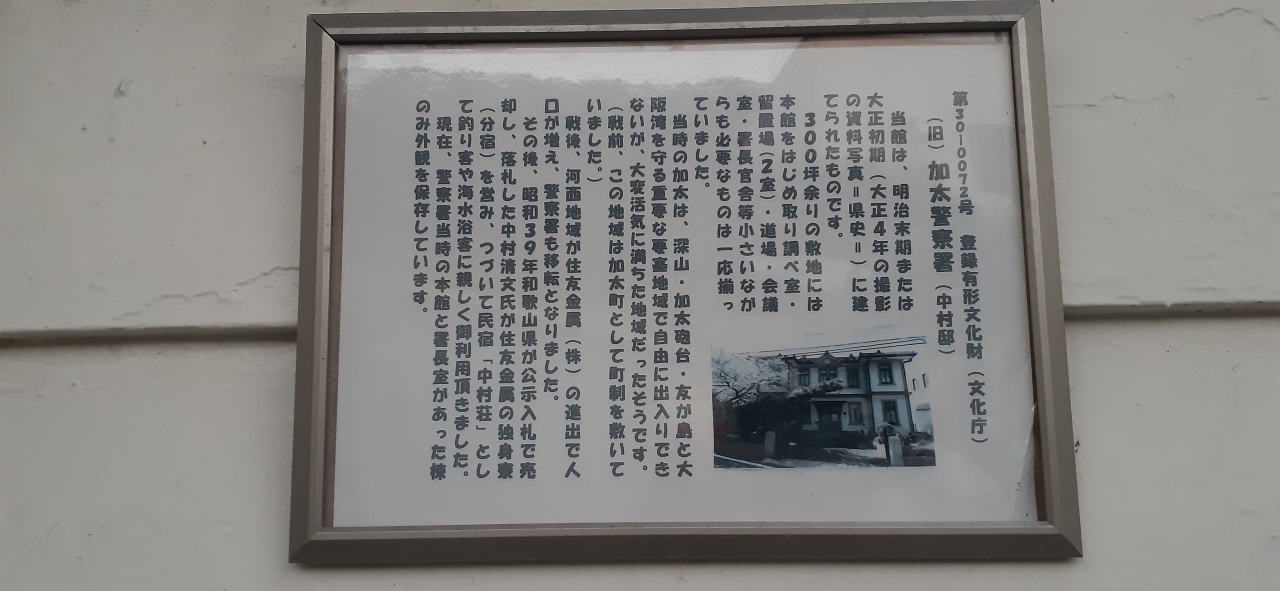 第30-0072号 登録有形文化財(文化庁)
(旧)加太警察署(中村邸)
当館は、明治末期または
大正初期(大正4年の撮影
の資料写真=県史=)に建
てられたものです。
300坪余りの敷地には
本館をはじめ取り調べ室・
留置場(2室)・道場・会議
室・署長官舎等小さいなが
らも必要なものは一応揃っ
ていました。
当時の加太は、深山・加太砲台・友が島と大
阪湾を守る重要な要塞地域で自由に出入りでき
ないが、大変活気に満ちた地域だったそうです。
(戦前、この地域は加太町として町制を敷いて
いました。)
戦後、河西地域が住友金属(株)の進出で人
口が増え、警察署も移転となりました。
その後、昭和39年和歌山県が公示入札で売
却し、落札した中村清文氏が住友金属の独身寮
(分宿)を営み、つづいて民宿「中村荘」とし
て釣り客や海水浴客に親しく御利用頂きました。
現在、警察署当時の本館と署長室があった棟
のみ外観を保存しています。